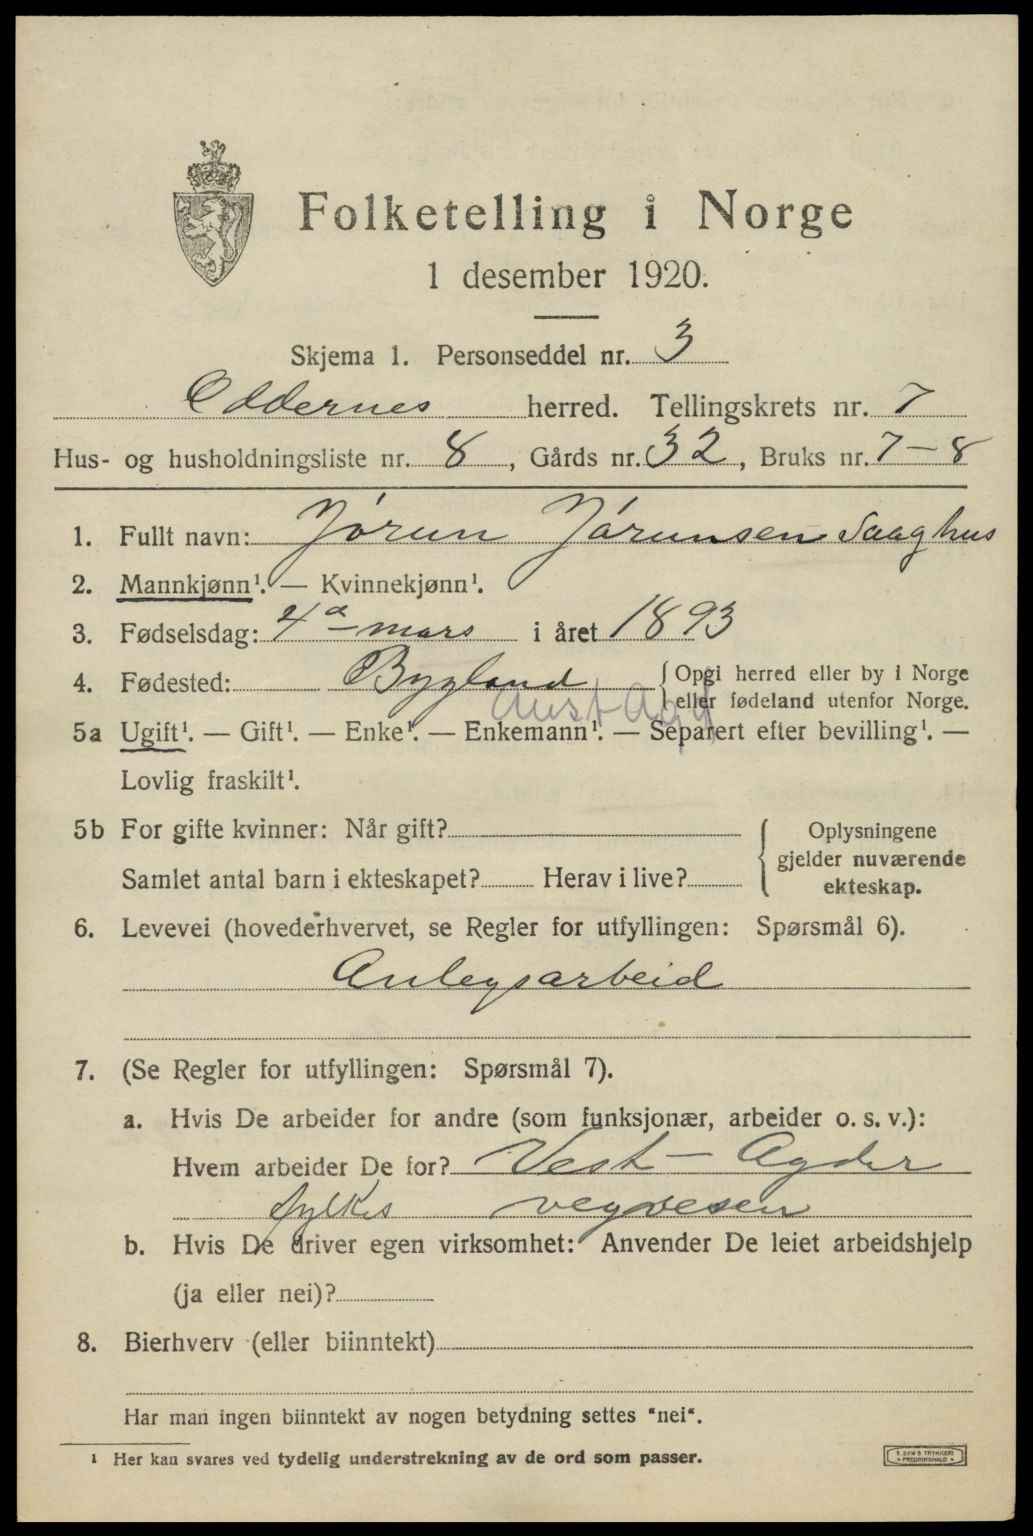 Folketelling i Norge
1 desember 1920.
Skjema 1. Personseddel nr. 3
Oddernes herred. Tellingskrets nr. 7
Hus- og husholdningsliste nr. 8, Gårds nr. 32, Bruks nr. 7-8
1. Fullt navn: Jørun Jørunsen Saaghus
2. Mannkjønn¹. — Kvinnekjønn¹.
3. Fødselsdag: 4de mars i året 1893
4. Fødested: Bygland { Opgi herred eller by i Norge
eller fødeland utenfor Norge.
Aust Agd
5a Ugift¹. — Gift¹. — Enke¹. — Enkemann¹. — Separert efter bevilling¹. —
Lovlig fraskilt¹.
5b For gifte kvinner: Når gift?
Samlet antal barn i ekteskapet? Herav i live?
Oplysningene
gjelder nuværende
ekteskap.
6. Levevei (hovederhvervet, se Regler for utfyllingen: Spørsmål 6).
Anlegsarbeid
7. (Se Regler for utfyllingen: Spørsmål 7).
a. Hvis De arbeider for andre (som funksjonær, arbeider o. s. v.):
Hvem arbeider De for? Vest-Agder
fylkes vegvesen
b. Hvis De driver egen virksomhet: Anvender De leiet arbeidshjelp
(ja eller nei)?
8. Bierhverv (eller biinntekt)
Har man ingen biinntekt av nogen betydning settes "nei".
¹ Her kan svares ved tydelig understrekning av de ord som passer.
E. SEM'S TRYKKERI
FREDRIKSHALD